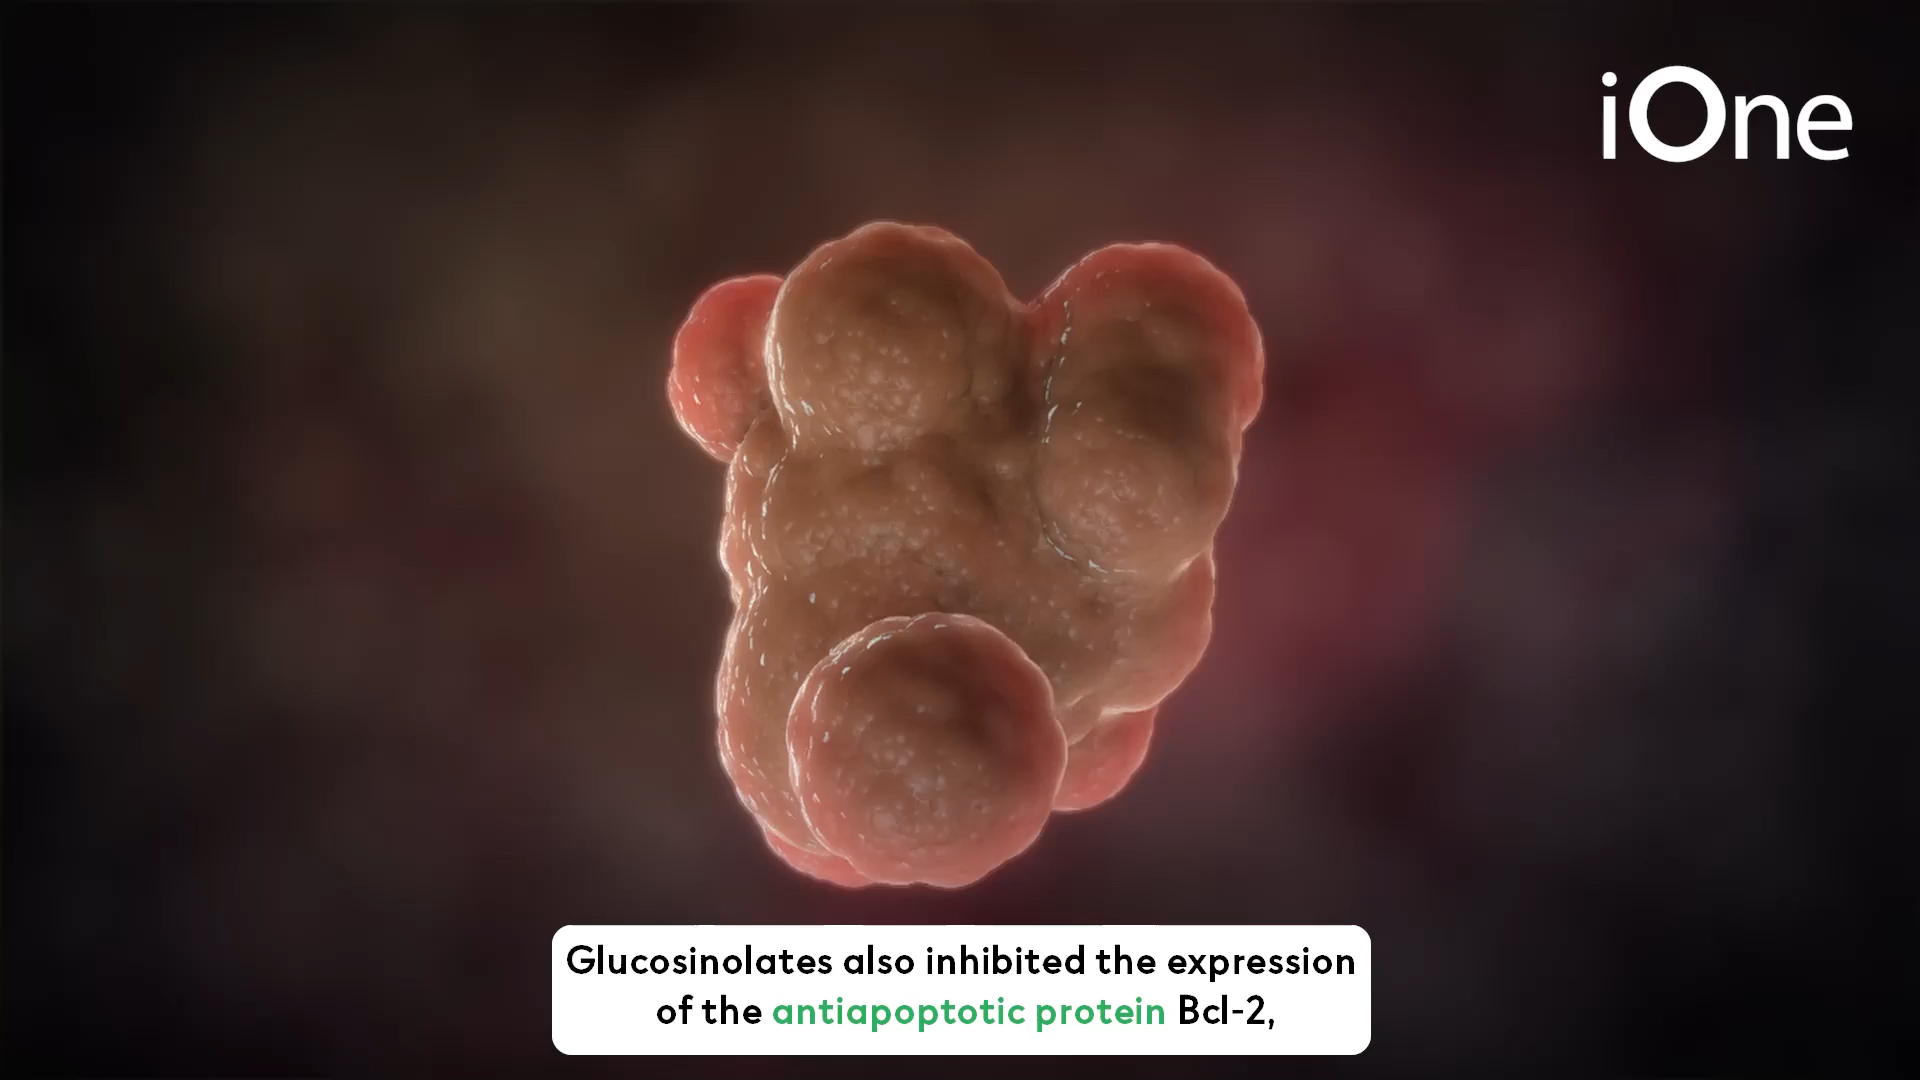 iOne
Glucosinolates also inhibited the expression
of the antiapoptotic protein Bcl-2,